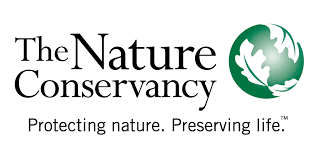 The Nature
Conservancy
Protecting nature. Preserving life.™